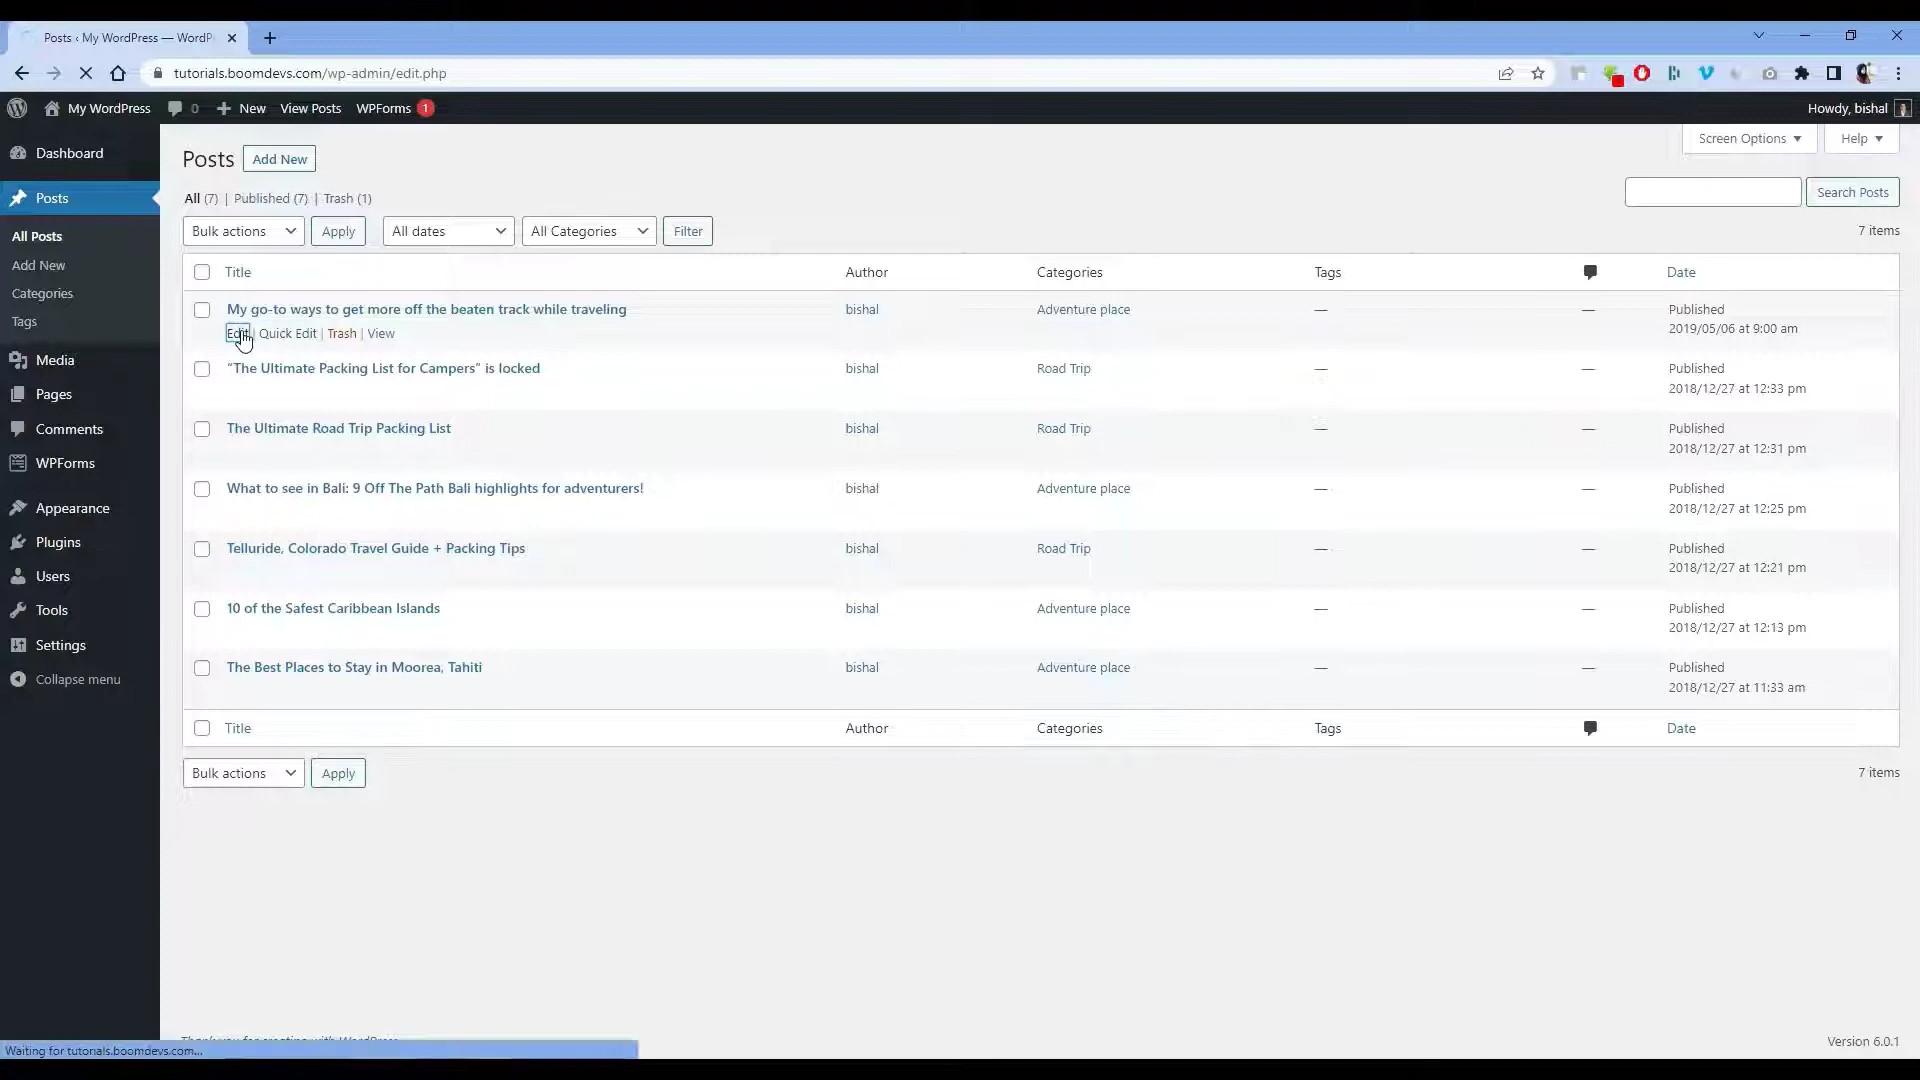 Posts ‹ My WordPress — WordP
tutorials.boomdevs.com/wp-admin/edit.php
My WordPress 0 New View Posts WPForms 1 Howdy, bishal
Dashboard
Posts
All Posts
Add New
Categories
Tags
Media
Pages
Comments
WPForms
Appearance
Plugins
Users
Tools
Settings
Collapse menu
Screen Options Help
Posts Add New
All (7) | Published (7) | Trash (1)
Search Posts
Bulk actions Apply All dates All Categories Filter 7 items
Title Author Categories Tags Date
My go-to ways to get more off the beaten track while traveling bishal Adventure place — — Published
2019/05/06 at 9:00 am
Edit | Quick Edit | Trash | View
“The Ultimate Packing List for Campers” is locked bishal Road Trip — — Published
2018/12/27 at 12:33 pm
The Ultimate Road Trip Packing List bishal Road Trip — — Published
2018/12/27 at 12:31 pm
What to see in Bali: 9 Off The Path Bali highlights for adventurers! bishal Adventure place — — Published
2018/12/27 at 12:25 pm
Telluride, Colorado Travel Guide + Packing Tips bishal Road Trip — — Published
2018/12/27 at 12:21 pm
10 of the Safest Caribbean Islands bishal Adventure place — — Published
2018/12/27 at 12:13 pm
The Best Places to Stay in Moorea, Tahiti bishal Adventure place — — Published
2018/12/27 at 11:33 am
Title Author Categories Tags Date
Bulk actions Apply 7 items
Thank you for creating with WordPress. Version 6.0.1
Waiting for tutorials.boomdevs.com...